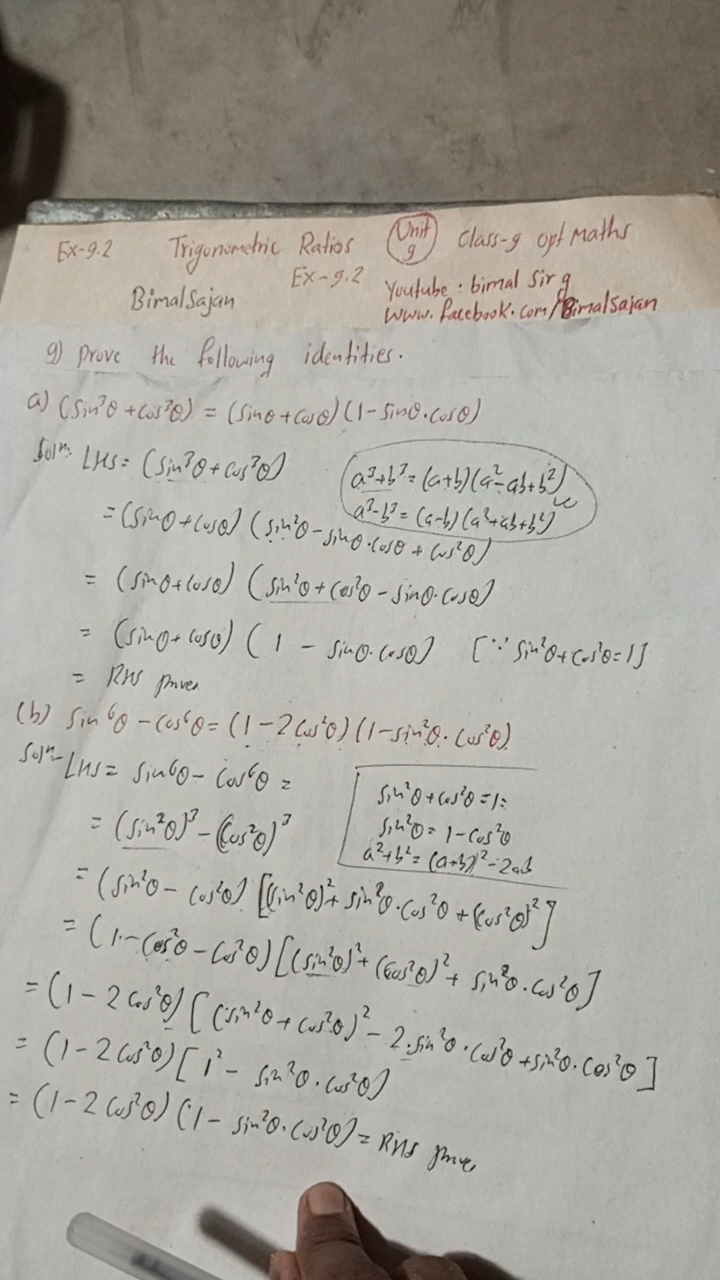 Ex-9.2 Trigonometric Ratios Unit 9 Class-9 opt Maths
Ex-9.2
BimalSajan Youtube : bimal sir g
www.facebook.com/BimalSajan
9) prove the following identities.
a) (sin³θ + cos³θ) = (sinθ + cosθ) (1 - sinθ.cosθ)
Solⁿ: LHS = (sin³θ + cos³θ)
a³+b³ = (a+b)(a²-ab+b²)
a³-b³ = (a-b)(a²+ab+b²)
= (sinθ + cosθ) (sin²θ - sinθ.cosθ + cos²θ)
= (sinθ + cosθ) (sin²θ + cos²θ - sinθ.cosθ)
= (sinθ + cosθ) (1 - sinθ.cosθ) [∵ sin²θ + cos²θ = 1]
= RHS
(b) sin⁶θ - cos⁶θ = (1 - 2cos²θ) (1 - sin²θ.cos²θ)
Solⁿ- LHS = sin⁶θ - cos⁶θ =
sin²θ + cos²θ = 1
sin²θ = 1 - cos²θ
a²+b² = (a+b)² - 2ab
= (sin²θ)³ - (cos²θ)³
= (sin²θ - cos²θ) [(sin²θ)² + sin²θ.cos²θ + (cos²θ)²]
= (1 - cos²θ - cos²θ) [(sin²θ)² + (cos²θ)² + sin²θ.cos²θ]
= (1 - 2cos²θ) [(sin²θ + cos²θ)² - 2.sin²θ.cos²θ + sin²θ.cos²θ]
= (1 - 2cos²θ) [1² - sin²θ.cos²θ)
= (1 - 2cos²θ) (1 - sin²θ.cos²θ) = RHS